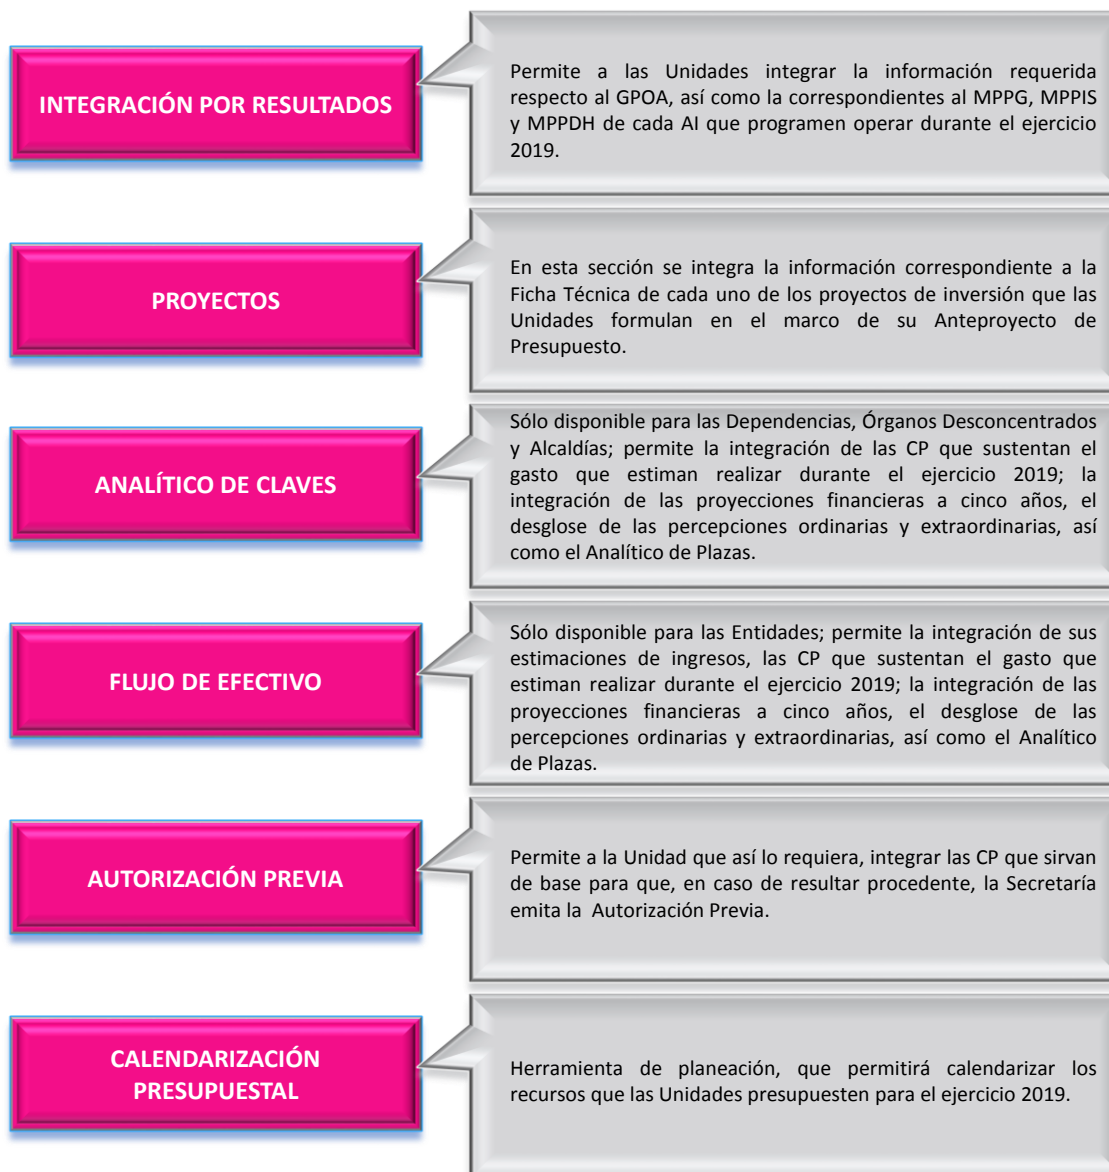 INTEGRACIÓN POR RESULTADOS
Permite a las Unidades integrar la información requerida
respecto al GPOA, así como la correspondientes al MPPG, MPPIS
y MPPDH de cada AI que programen operar durante el ejercicio
2019.
PROYECTOS
En esta sección se integra la información correspondiente a la
Ficha Técnica de cada uno de los proyectos de inversión que las
Unidades formulan en el marco de su Anteproyecto de
Presupuesto.
ANALÍTICO DE CLAVES
Sólo disponible para las Dependencias, Órganos Desconcentrados
y Alcaldías; permite la integración de las CP que sustentan el
gasto que estiman realizar durante el ejercicio 2019; la
integración de las proyecciones financieras a cinco años, el
desglose de las percepciones ordinarias y extraordinarias, así
como el Analítico de Plazas.
FLUJO DE EFECTIVO
Sólo disponible para las Entidades; permite la integración de sus
estimaciones de ingresos, las CP que sustentan el gasto que
estiman realizar durante el ejercicio 2019; la integración de las
proyecciones financieras a cinco años, el desglose de las
percepciones ordinarias y extraordinarias, así como el Analítico
de Plazas.
AUTORIZACIÓN PREVIA
Permite a la Unidad que así lo requiera, integrar las CP que sirvan
de base para que, en caso de resultar procedente, la Secretaría
emita la Autorización Previa.
CALENDARIZACIÓN
PRESUPUESTAL
Herramienta de planeación, que permitirá calendarizar los
recursos que las Unidades presupuesten para el ejercicio 2019.